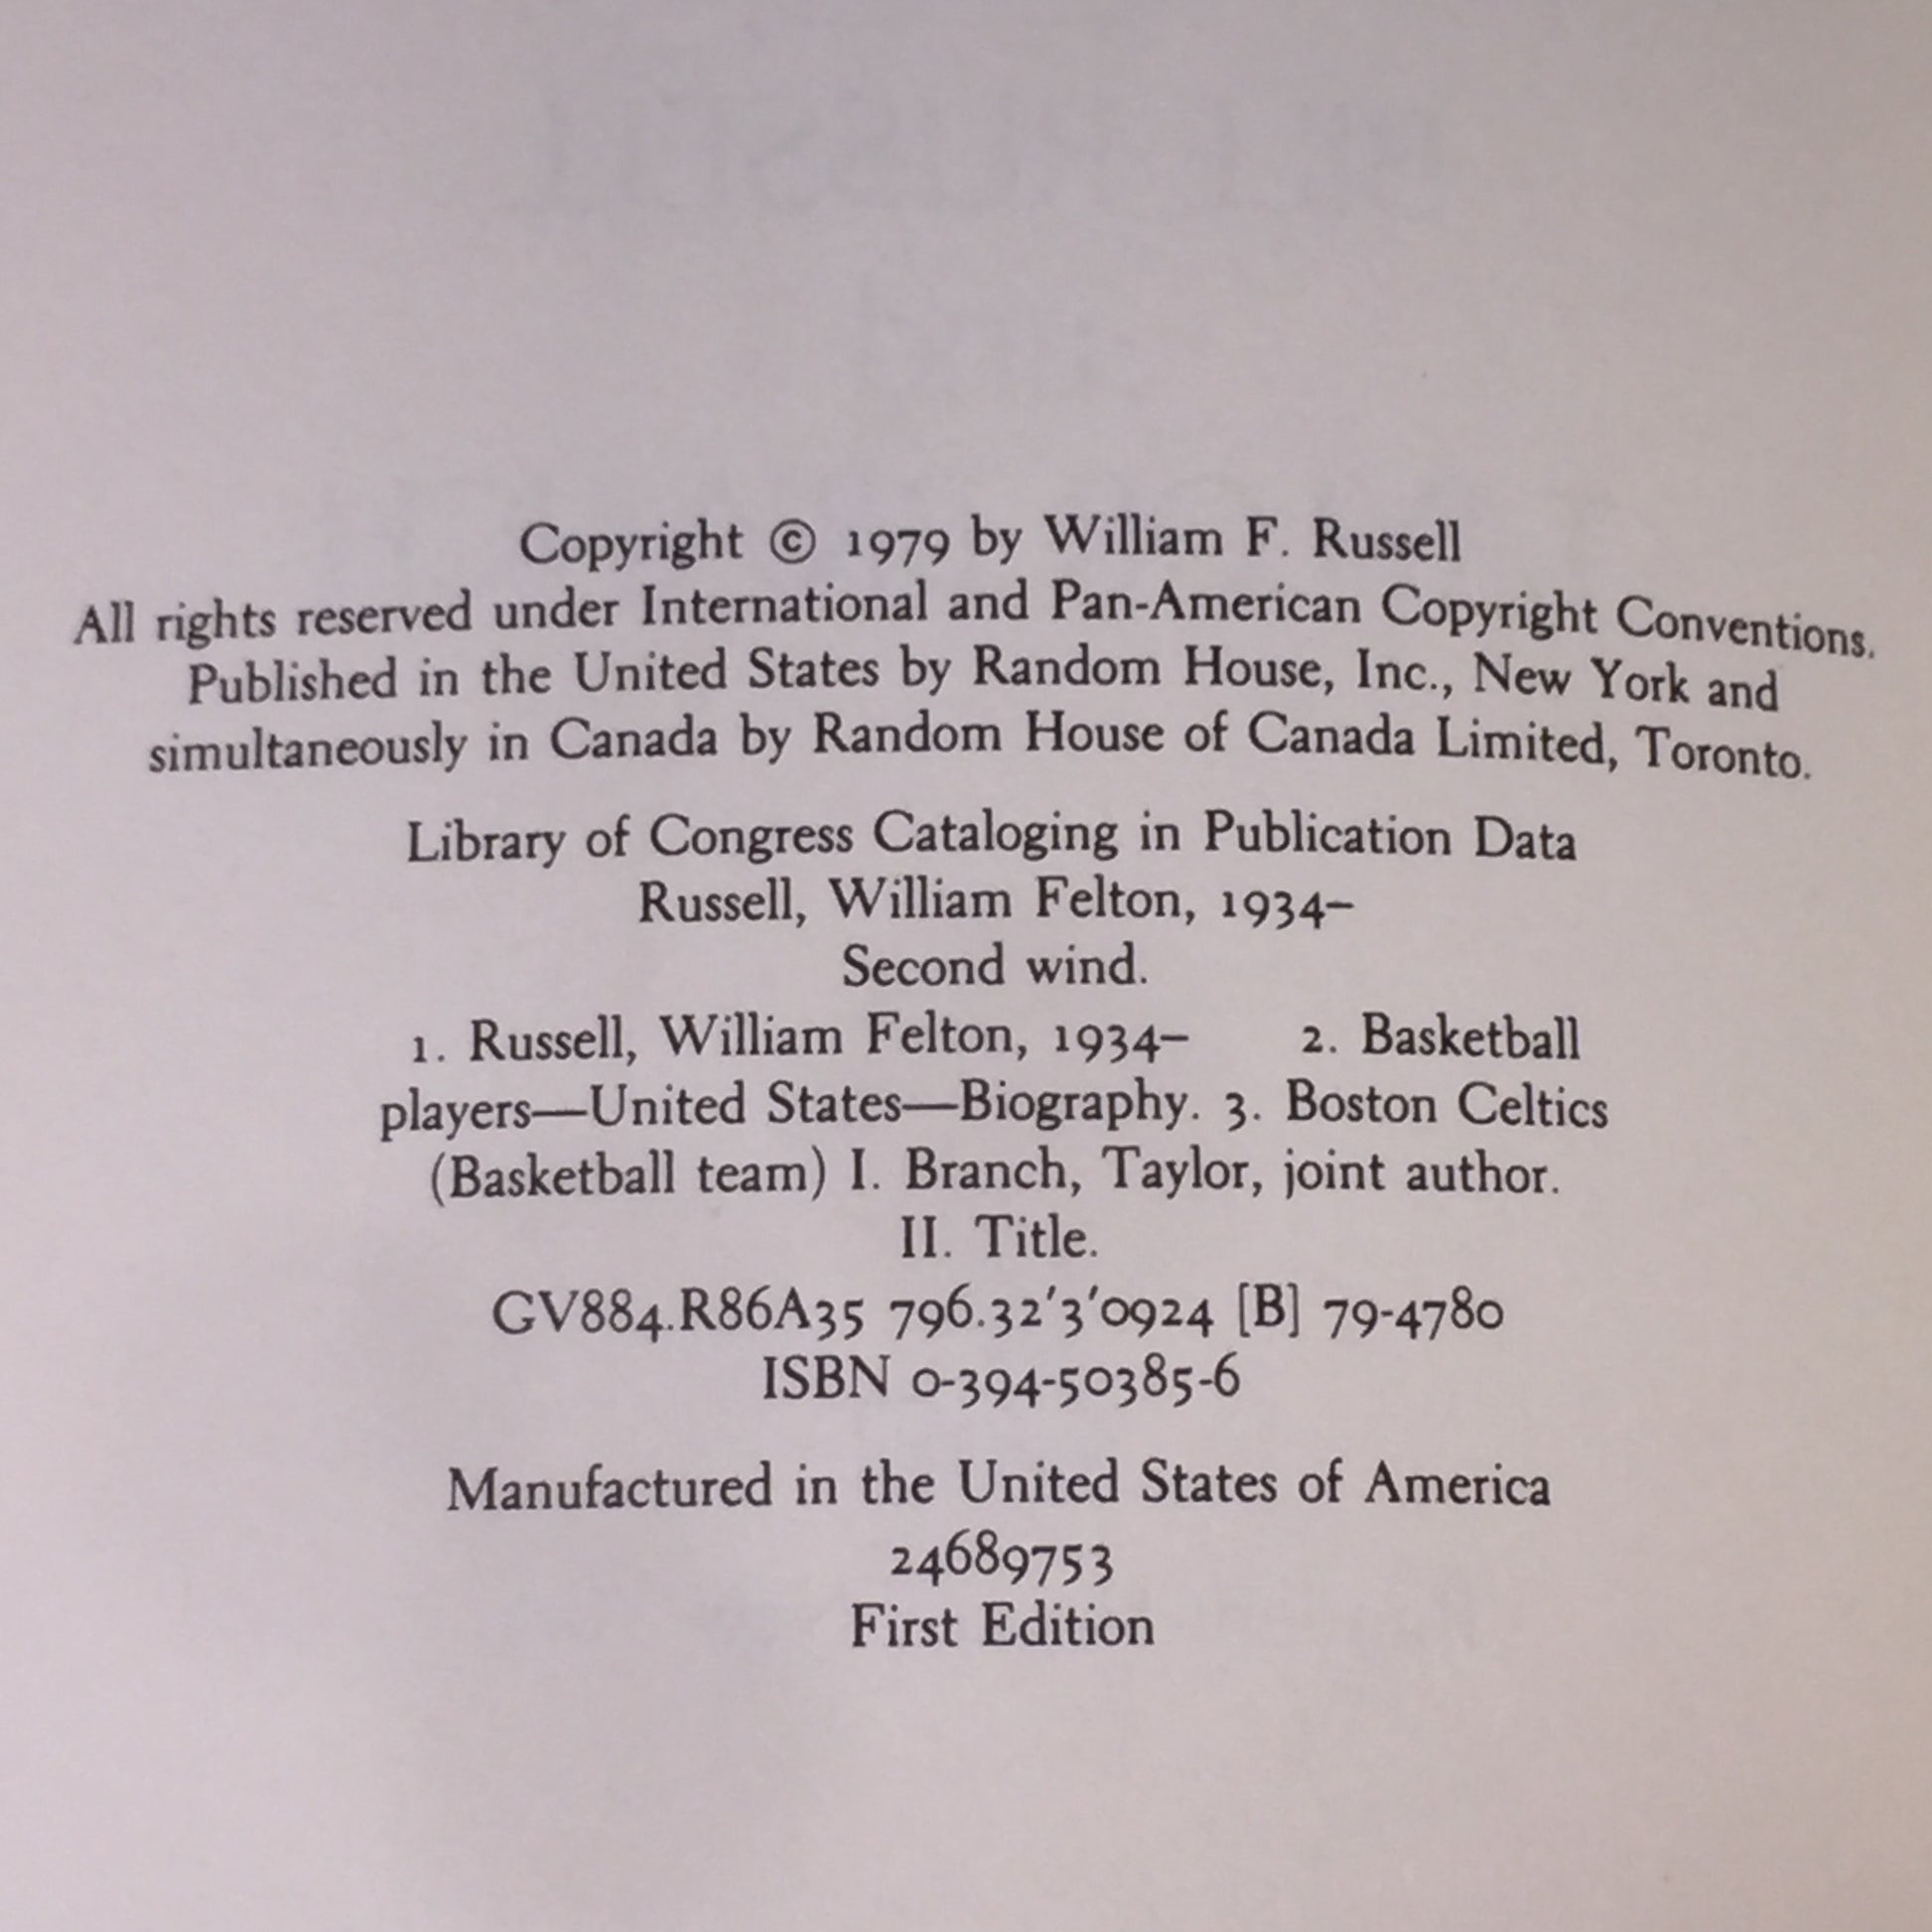 Copyright © 1979 by William F. Russell
All rights reserved under International and Pan-American Copyright Conventions.
Published in the United States by Random House, Inc., New York and
simultaneously in Canada by Random House of Canada Limited, Toronto.
Library of Congress Cataloging in Publication Data
Russell, William Felton, 1934–
Second wind.
1. Russell, William Felton, 1934– 2. Basketball
players—United States—Biography. 3. Boston Celtics
(Basketball team) I. Branch, Taylor, joint author.
II. Title.
GV884.R86A35 796.32'3'0924 [B] 79-4780
ISBN 0-394-50385-6
Manufactured in the United States of America
24689753
First Edition